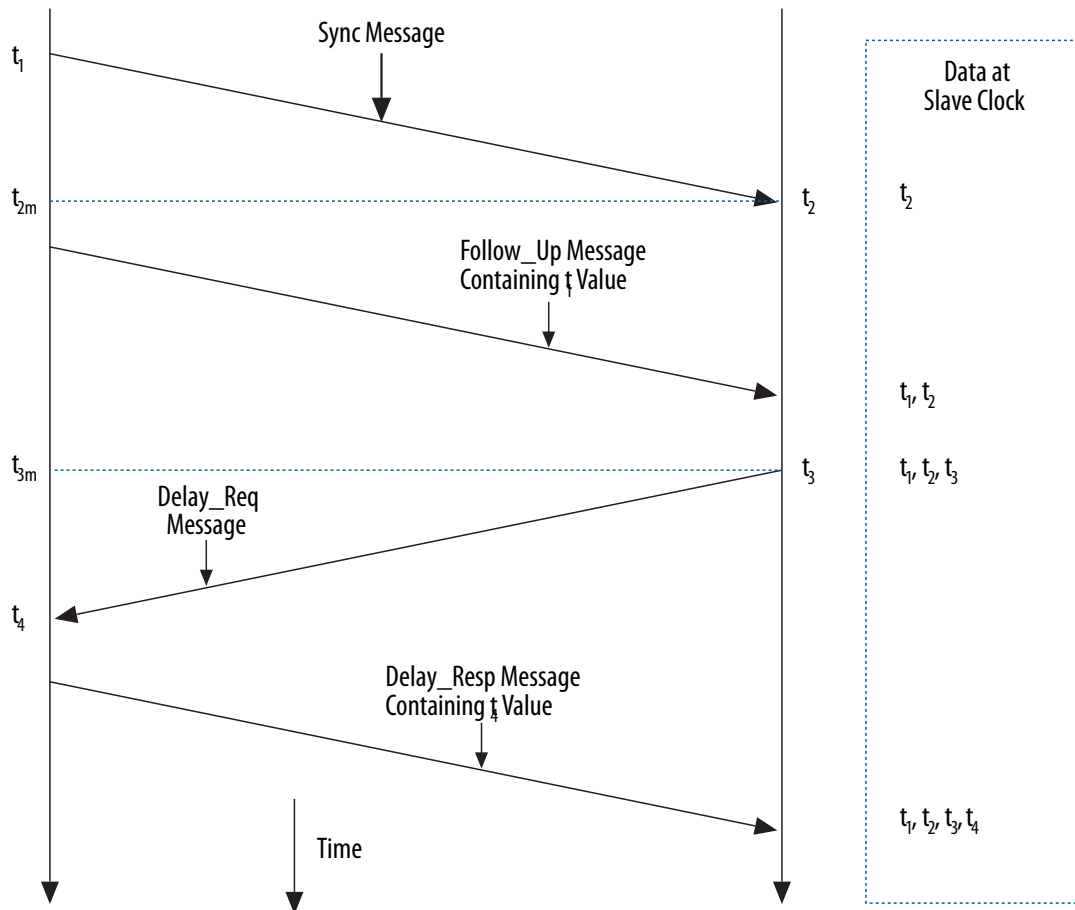 Sync Message
t1
Data at
Slave Clock
t2m
t2
t2
Follow_Up Message
Containing t1 Value
t1, t2
t3m
t3
t1, t2, t3
Delay_Req
Message
t4
Delay_Resp Message
Containing t4 Value
t1, t2, t3, t4
Time